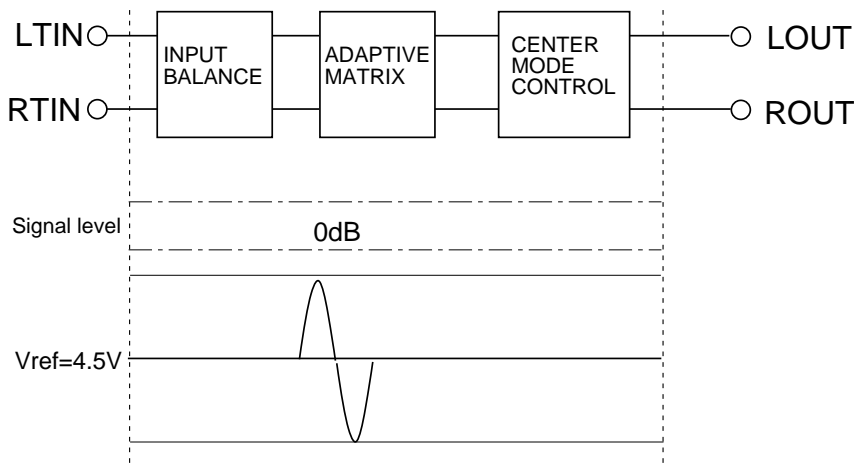 LTIN
RTIN
INPUT
BALANCE
ADAPTIVE
MATRIX
CENTER
MODE
CONTROL
LOUT
ROUT
Signal level
0dB
Vref=4.5V